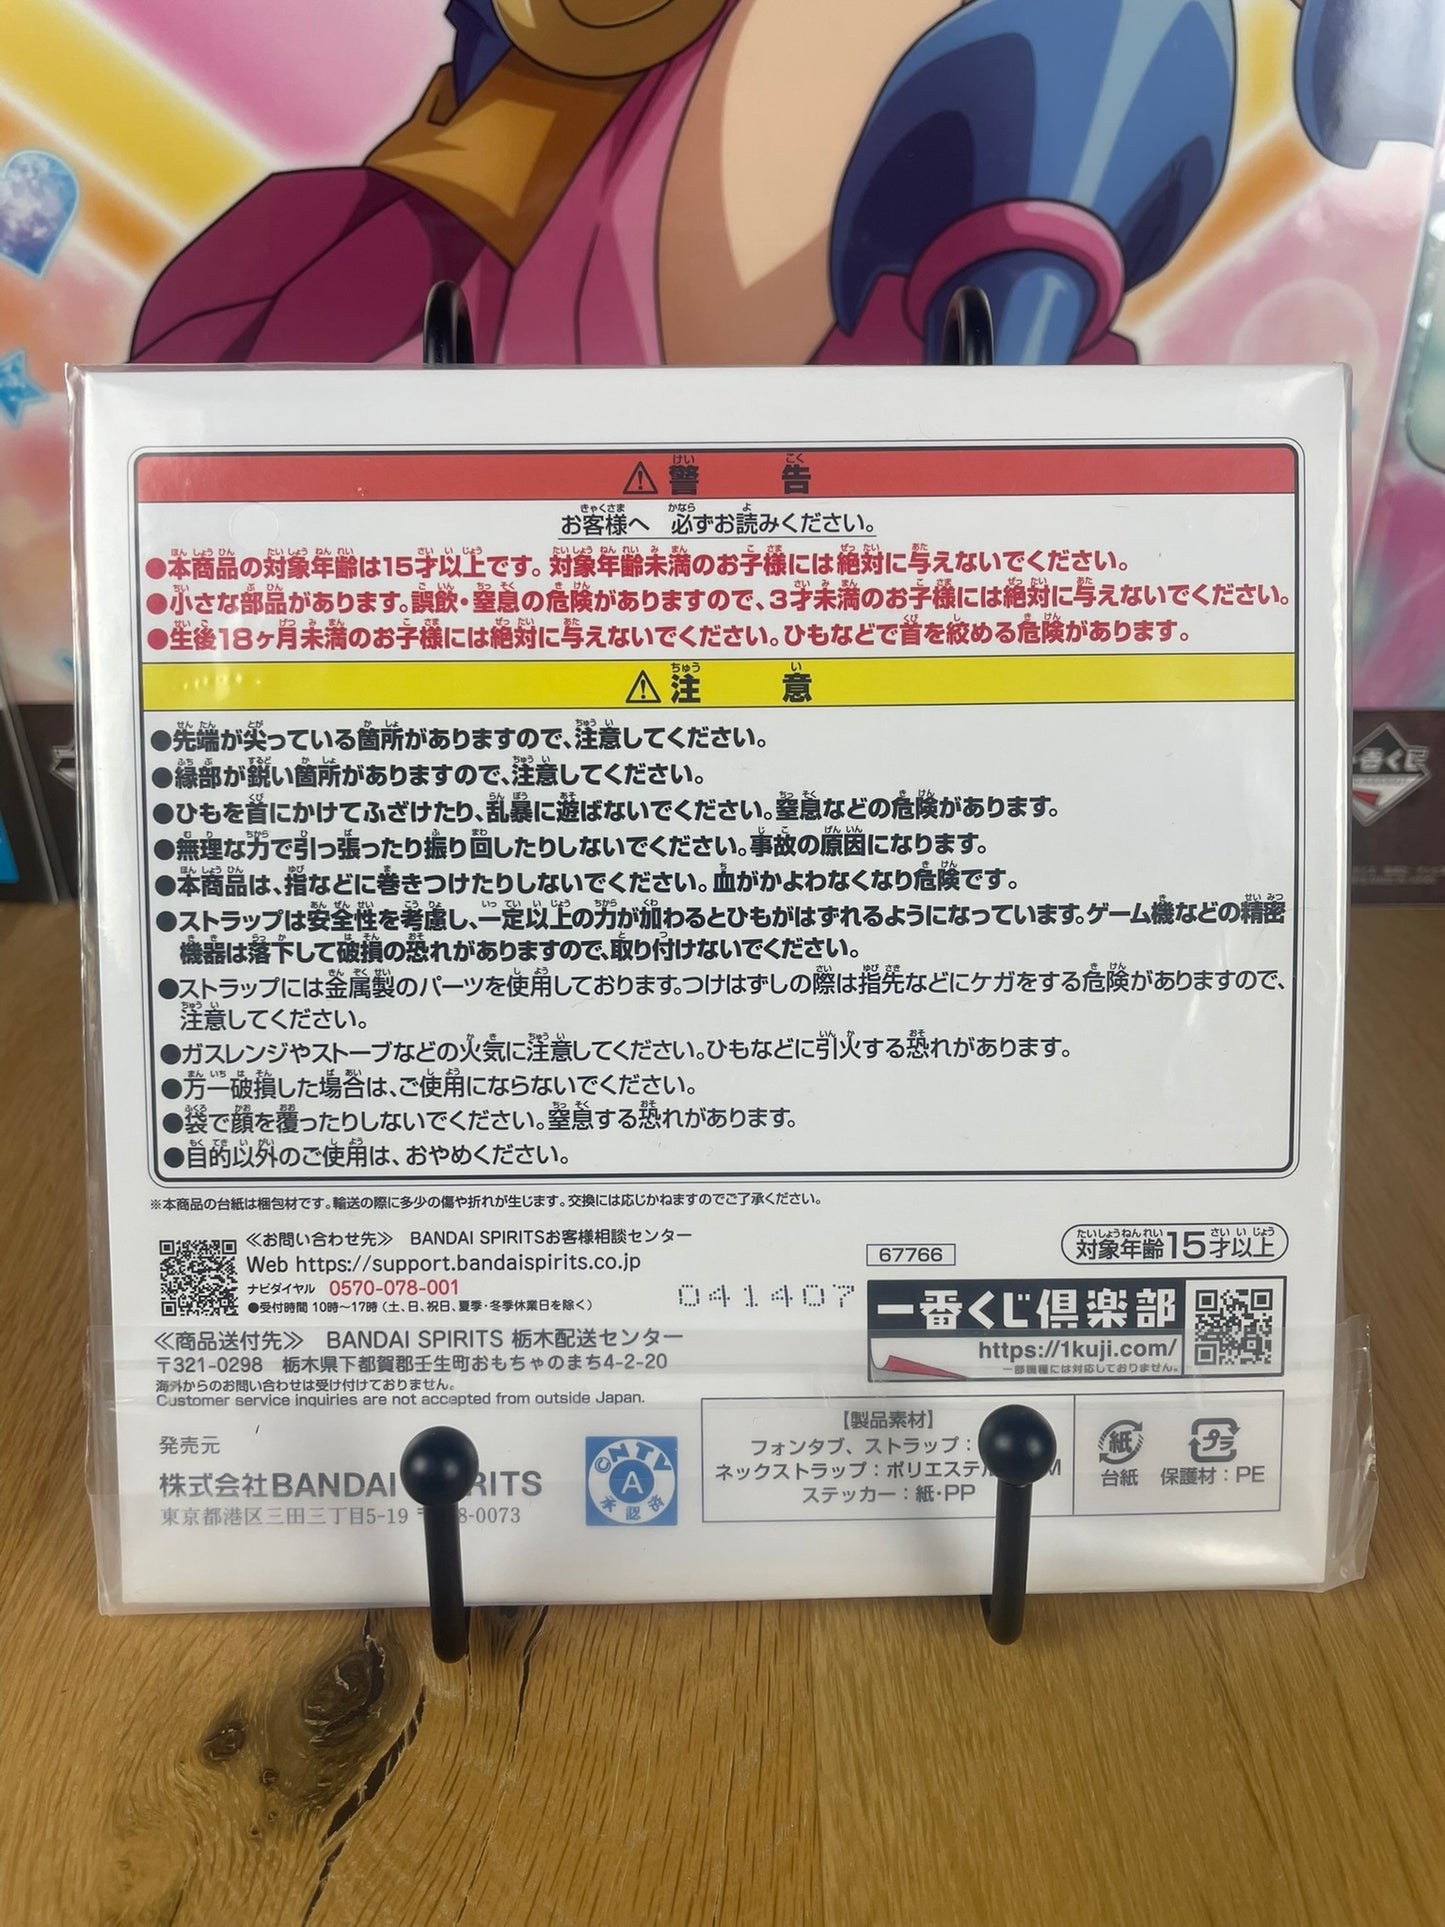 ⚠警告
お客様へ 必ずお読みください。
●本商品の対象年齢は15才以上です。対象年齢未満のお子様には絶対に与えないでください。
●小さな部品があります。誤飲・窒息の危険がありますので、3才未満のお子様には絶対に与えないでください。
●生後18ヶ月未満のお子様には絶対に与えないでください。ひもなどで首を絞める危険があります。
⚠注意
●先端が尖っている箇所がありますので、注意してください。
●縁部が鋭い箇所がありますので、注意してください。
●ひもを首にかけてふざけたり、乱暴に遊ばないでください。窒息などの危険があります。
●無理な力で引っ張ったり振り回したりしないでください。事故の原因になります。
●本商品は、指などに巻きつけたりしないでください。血がかよわなくなり危険です。
●ストラップは安全性を考慮し、一定以上の力が加わるとひもがはずれるようになっています。ゲーム機などの精密
機器は落下して破損の恐れがありますので、取り付けないでください。
●ストラップには金属製のパーツを使用しております。つけはずしの際は指先などにケガをする危険がありますので、
注意してください。
●ガスレンジやストーブなどの火気に注意してください。ひもなどに引火する恐れがあります。
●万一破損した場合は、ご使用にならないでください。
●袋で顔を覆ったりしないでください。窒息する恐れがあります。
●目的以外のご使用は、おやめください。
※本商品の台紙は梱包材です。輸送の際に多少の傷や折れが生じます。交換には応じかねますのでご了承ください。
≪お問い合わせ先≫ BANDAI SPIRITSお客様相談センター
Web https://support.bandaispirits.co.jp
ナビダイヤル 0570-078-001
●受付時間 10時〜17時 (土、日、祝日、夏季・冬季休業日を除く)
041407
67766
対象年齢15才以上
一番くじ倶楽部
https://1kuji.com/
一部機種には対応しておりません。
≪商品送付先≫ BANDAI SPIRITS 栃木配送センター
〒321-0298 栃木県下都賀郡壬生町おもちゃのまち4-2-20
海外からのお問い合わせは受け付けておりません。
Customer service inquiries are not accepted from outside Japan.
発売元
株式会社BANDAI SPIRITS
東京都港区三田三丁目5-19 8-0073
©NTV
A
承認済
【製品素材】
フォンタブ、ストラップ：
ネックストラップ：ポリエステル
ステッカー：紙・PP
紙
台紙
プラ
保護材：PE
番くじ